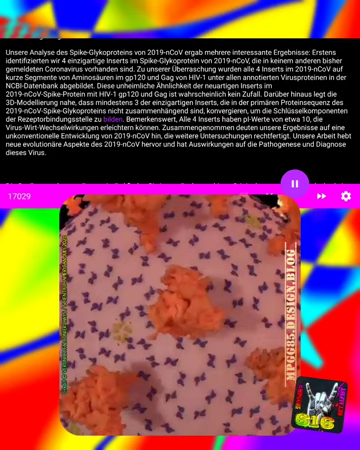 Unsere Analyse des Spike-Glykoproteins von 2019-nCoV ergab mehrere interessante Ergebnisse: Erstens
identifizierten wir 4 einzigartige Inserts im Spike-Glykoprotein von 2019-nCoV, die in keinem anderen bisher
gemeldeten Coronavirus vorhanden sind. Zu unserer Überraschung wurden alle 4 Inserts im 2019-nCoV auf
kurze Segmente von Aminosäuren im gp120 und Gag von HIV-1 unter allen annotierten Virusproteinen in der
NCBI-Datenbank abgebildet. Diese unheimliche Ähnlichkeit der neuartigen Inserts im
2019-nCoV-Spike-Protein mit HIV-1 gp120 und Gag ist wahrscheinlich kein Zufall. Darüber hinaus legt die
3D-Modellierung nahe, dass mindestens 3 der einzigartigen Inserts, die in der primären Proteinsequenz des
2019-nCoV-Spike-Glykoproteins nicht zusammenhängend sind, konvergieren, um die Schlüsselkomponenten
der Rezeptorbindungsstelle zu bilden. Bemerkenswert, Alle 4 Inserts haben pI-Werte von etwa 10, die
Virus-Wirt-Wechselwirkungen erleichtern können. Zusammengenommen deuten unsere Ergebnisse auf eine
unkonventionelle Entwicklung von 2019-nCoV hin, die weitere Untersuchungen rechtfertigt. Unsere Arbeit hebt
neue evolutionäre Aspekte des 2019-nCoV hervor und hat Auswirkungen auf die Pathogenese und Diagnose
dieses Virus.
17029
MPGG85.DESIGN.BLOG
616